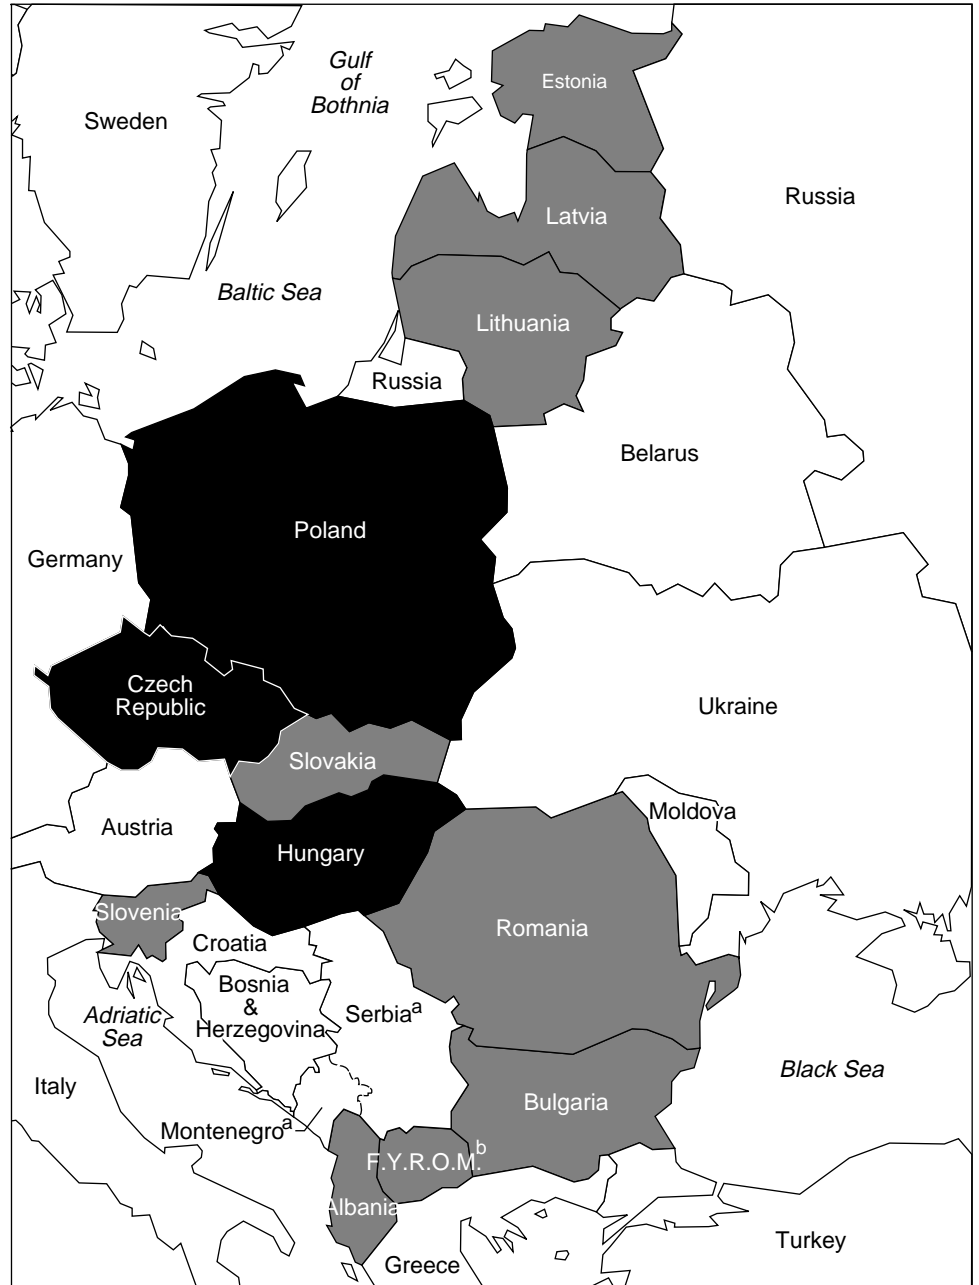 Gulf
of
Bothnia
Estonia
Sweden
Russia
Latvia
Baltic Sea
Lithuania
Russia
Belarus
Poland
Germany
Czech
Republic
Ukraine
Slovakia
Moldova
Austria
Hungary
Slovenia
Romania
Croatia
Bosnia
&
Herzegovina
Serbiaa
Adriatic
Sea
Black Sea
Italy
Bulgaria
Montenegroa
F.Y.R.O.M.b
Albania
Turkey
Greece